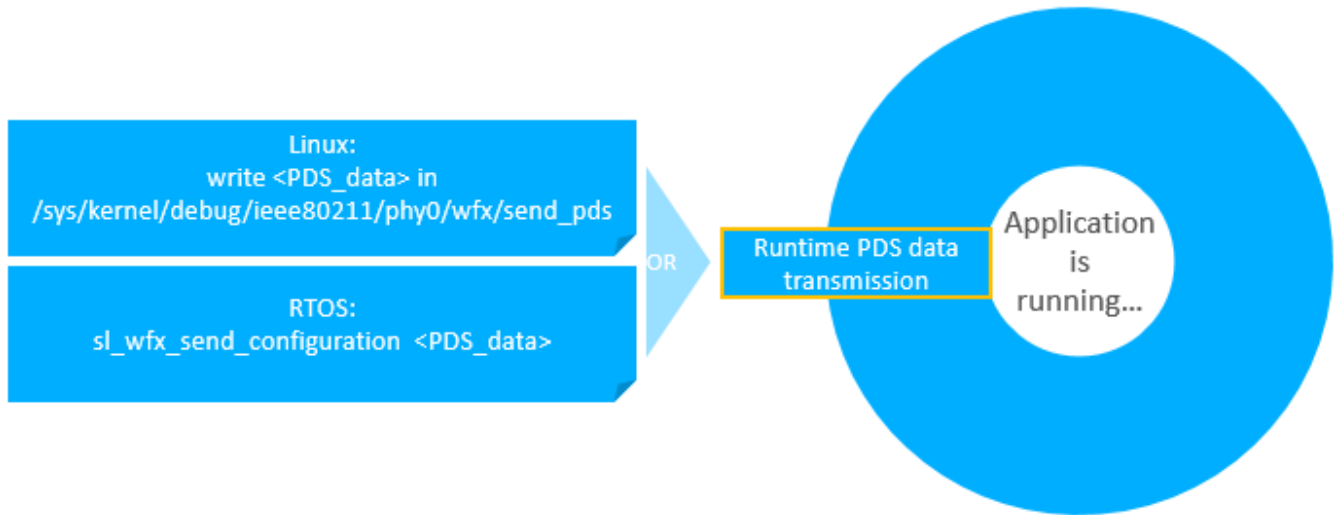 Linux:
write <PDS_data> in
/sys/kernel/debug/ieee80211/phy0/wfx/send_pds
RTOS:
sl_wfx_send_configuration <PDS_data>
OR
Runtime PDS data
transmission
Application
is
running...